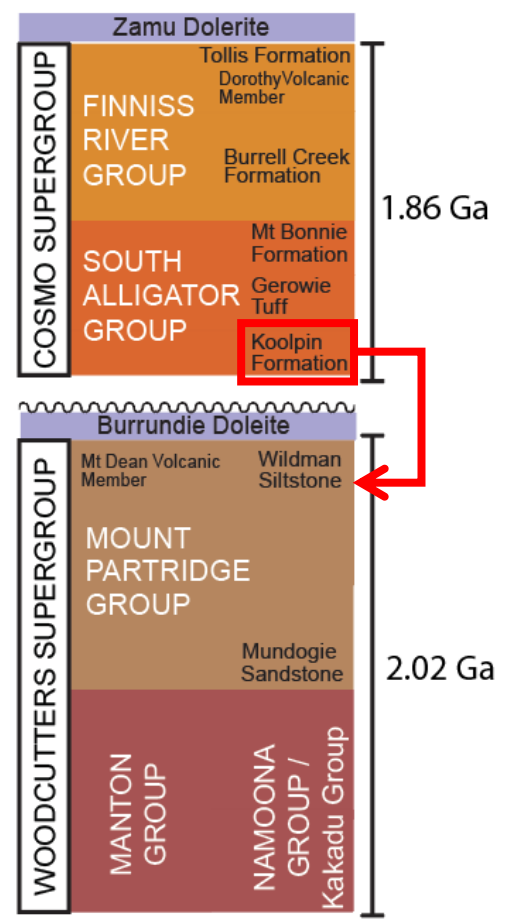 Zamu Dolerite
COSMO SUPERGROUP
FINNISS
RIVER
GROUP
Tollis Formation
DorothyVolcanic
Member
Burrell Creek
Formation
1.86 Ga
SOUTH
ALLIGATOR
GROUP
Mt Bonnie
Formation
Gerowie
Tuff
Koolpin
Formation
Burrundie Doleite
WOODCUTTERS SUPERGROUP
Mt Dean Volcanic
Member
Wildman
Siltstone
MOUNT
PARTRIDGE
GROUP
Mundogie
Sandstone
2.02 Ga
MANTON
GROUP
NAMOONA
GROUP /
Kakadu Group